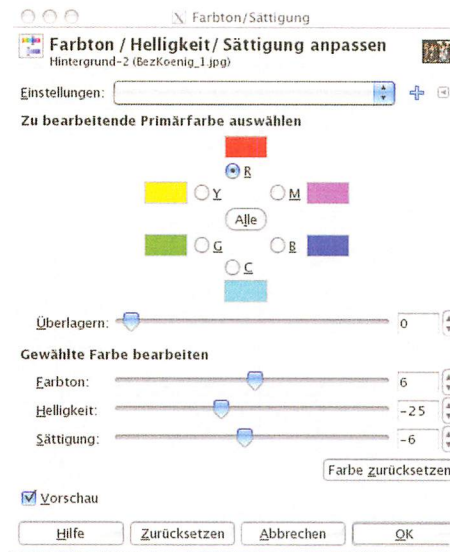 Farbton/Sättigung
Farbton / Helligkeit/ Sättigung anpassen
Hintergrund-2 (BezKoenig_1.jpg)
Einstellungen:
Zu bearbeitende Primärfarbe auswählen
R
Y M
Alle
G B
C
Überlagern: 0
Gewählte Farbe bearbeiten
Farbton: 6
Helligkeit: -25
Sättigung: -6
Farbe zurücksetzen
Vorschau
Hilfe Zurücksetzen Abbrechen OK